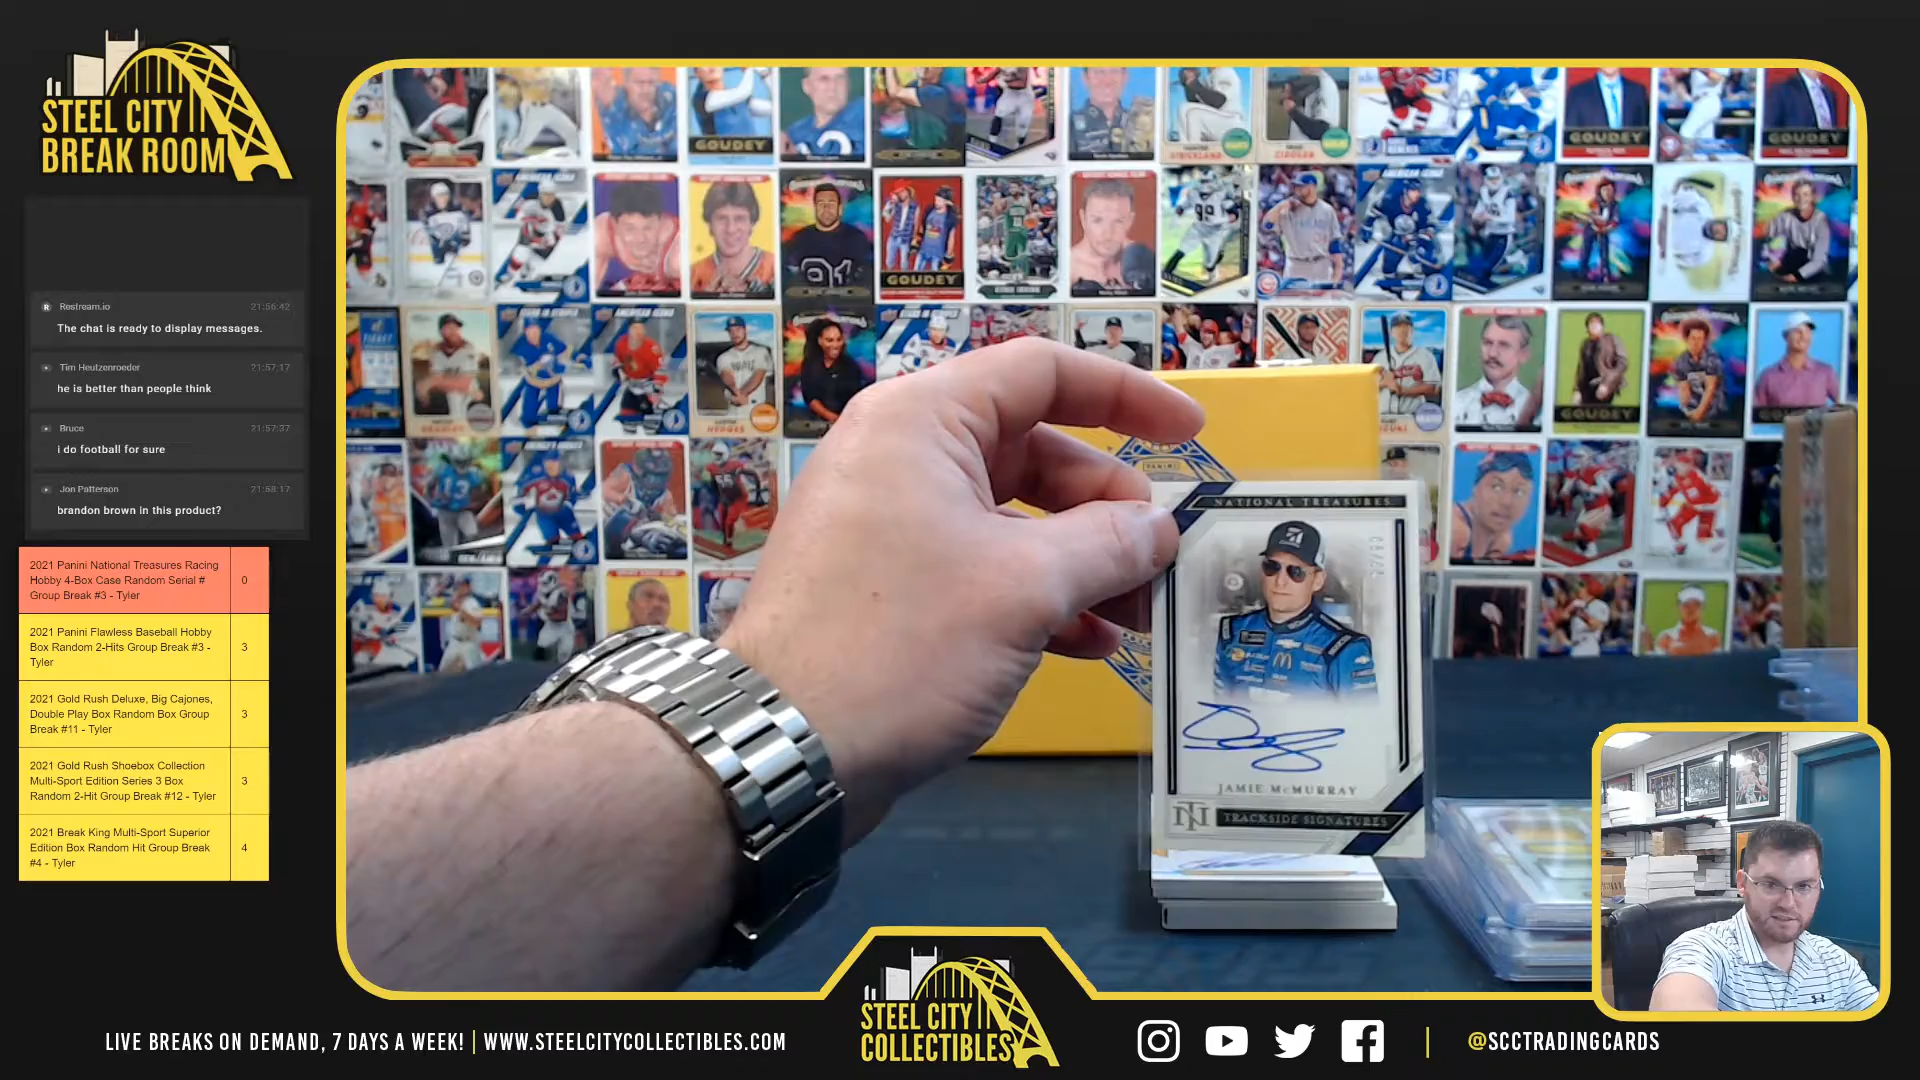 STEEL CITY
BREAK ROOM
Restream.io 21:56:42
The chat is ready to display messages.
Tim Heutzenroeder 21:57:17
he is better than people think
Bruce 21:57:37
i do football for sure
Jon Patterson 21:58:17
brandon brown in this product?
2021 Panini National Treasures Racing
Hobby 4-Box Case Random Serial # 0
Group Break #3 - Tyler
2021 Panini Flawless Baseball Hobby
Box Random 2-Hits Group Break #3 - 3
Tyler
2021 Gold Rush Deluxe, Big Cajones,
Double Play Box Random Box Group 3
Break #11 - Tyler
2021 Gold Rush Shoebox Collection
Multi-Sport Edition Series 3 Box 3
Random 2-Hit Group Break #12 - Tyler
2021 Break King Multi-Sport Superior
Edition Box Random Hit Group Break 4
#4 - Tyler
GOUDEY
GOUDEY
GOUDEY
GOUDEY
GOUDEY
PANINI
NATIONAL TREASURES
JAMIE McMURRAY
NT TRACKSIDE SIGNATURES
LIVE BREAKS ON DEMAND, 7 DAYS A WEEK! | WWW.STEELCITYCOLLECTIBLES.COM
STEEL CITY
COLLECTIBLES
@SCCTRADINGCARDS